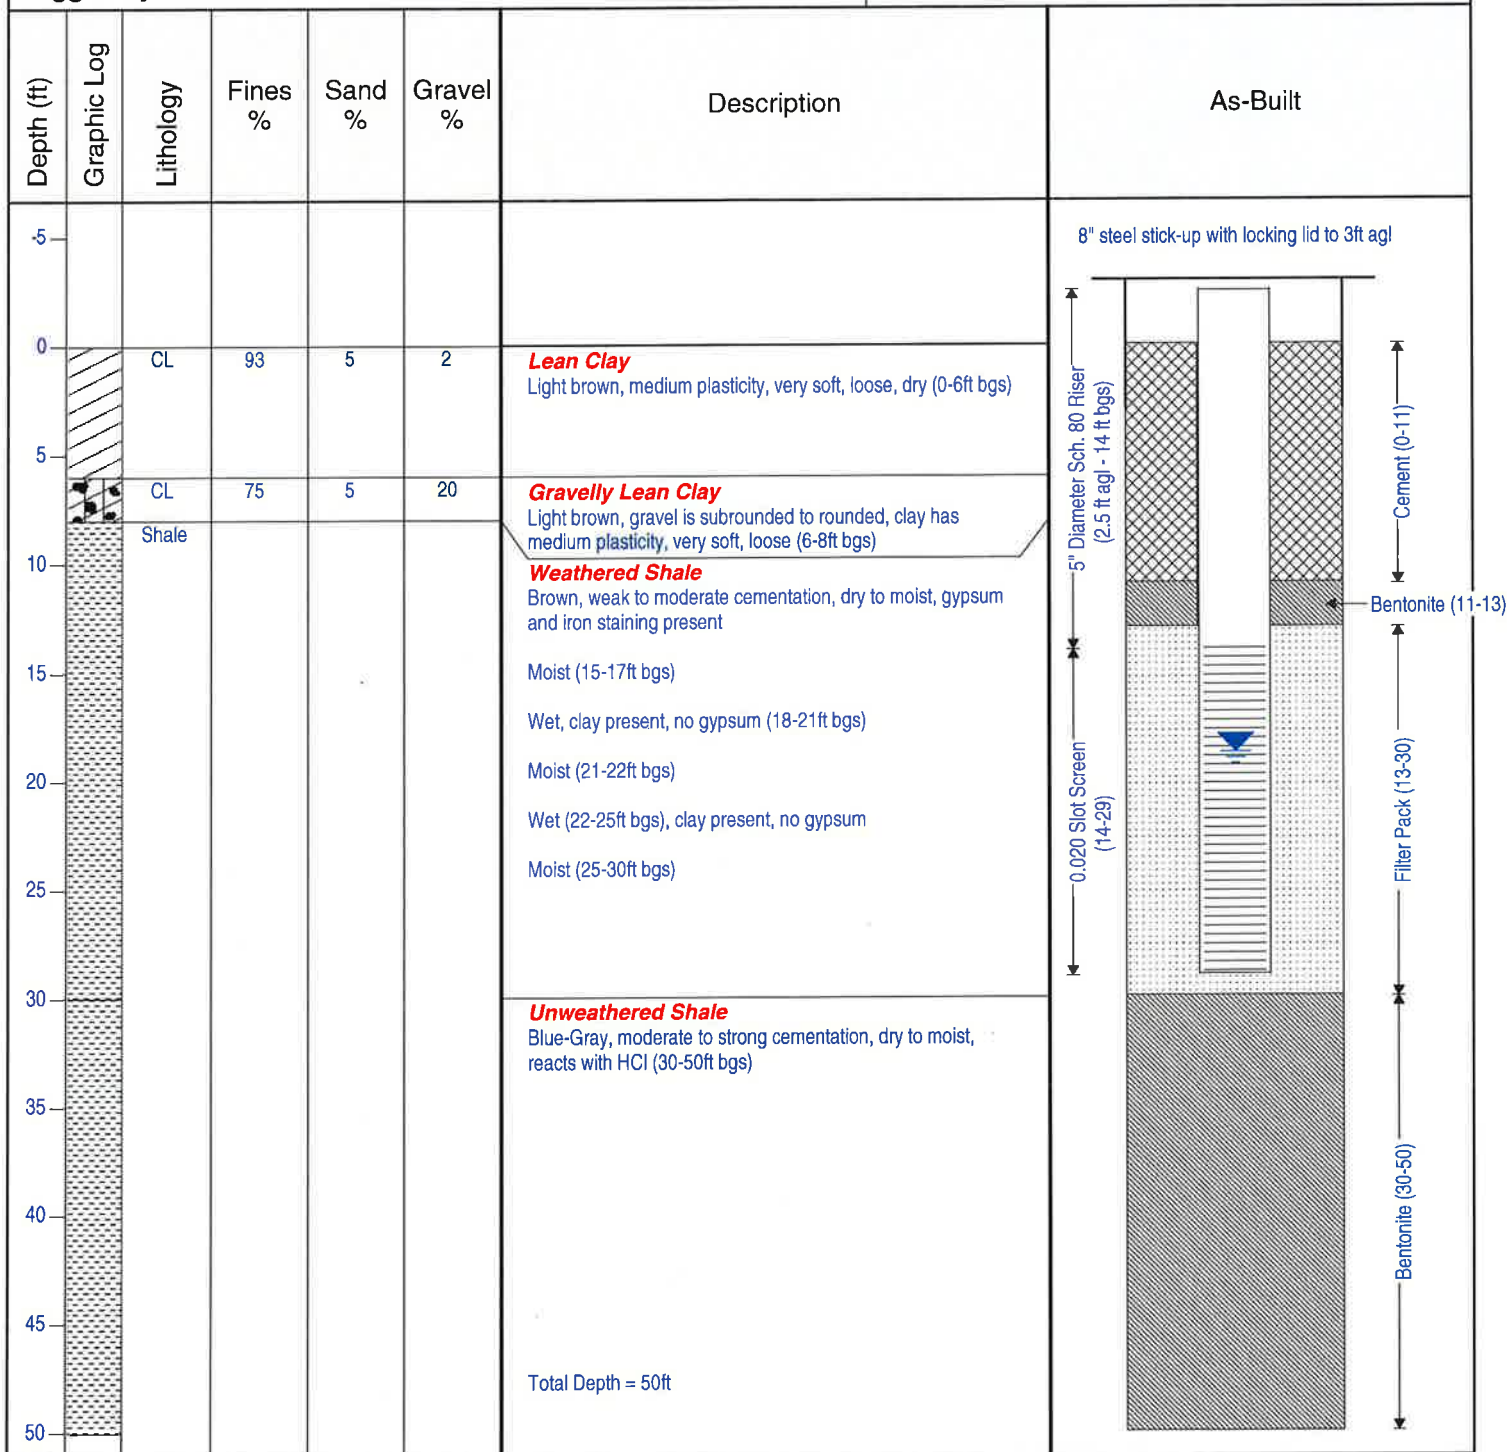 Depth (ft)
Graphic Log
Lithology
Fines
%
Sand
%
Gravel
%
Description
As-Built
-5
8" steel stick-up with locking lid to 3ft agl
0
CL
93
5
2
Lean Clay
Light brown, medium plasticity, very soft, loose, dry (0-6ft bgs)
5
CL
75
5
20
Gravelly Lean Clay
Light brown, gravel is subrounded to rounded, clay has
medium plasticity, very soft, loose (6-8ft bgs)
Shale
10
Weathered Shale
Brown, weak to moderate cementation, dry to moist, gypsum
and iron staining present
15
Moist (15-17ft bgs)
Wet, clay present, no gypsum (18-21ft bgs)
20
Moist (21-22ft bgs)
Wet (22-25ft bgs), clay present, no gypsum
25
Moist (25-30ft bgs)
30
Unweathered Shale
Blue-Gray, moderate to strong cementation, dry to moist,
reacts with HCl (30-50ft bgs)
35
40
45
Total Depth = 50ft
50
5" Diameter Sch. 80 Riser
(2.5 ft agl - 14 ft bgs)
0.020 Slot Screen
(14-29)
Cement (0-11)
Bentonite (11-13)
Filter Pack (13-30)
Bentonite (30-50)